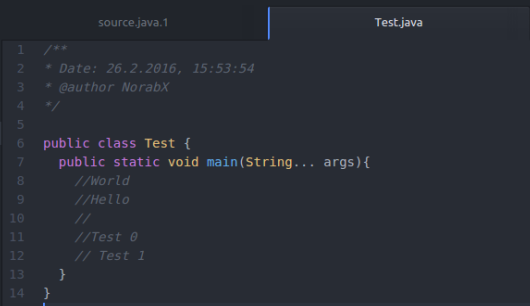 source.java.1 Test.java
1 /**
2 * Date: 26.2.2016, 15:53:54
3 * @author NorabX
4 */
5
6 public class Test {
7 public static void main(String... args){
8 //World
9 //Hello
10 //
11 //Test 0
12 // Test 1
13 }
14 }